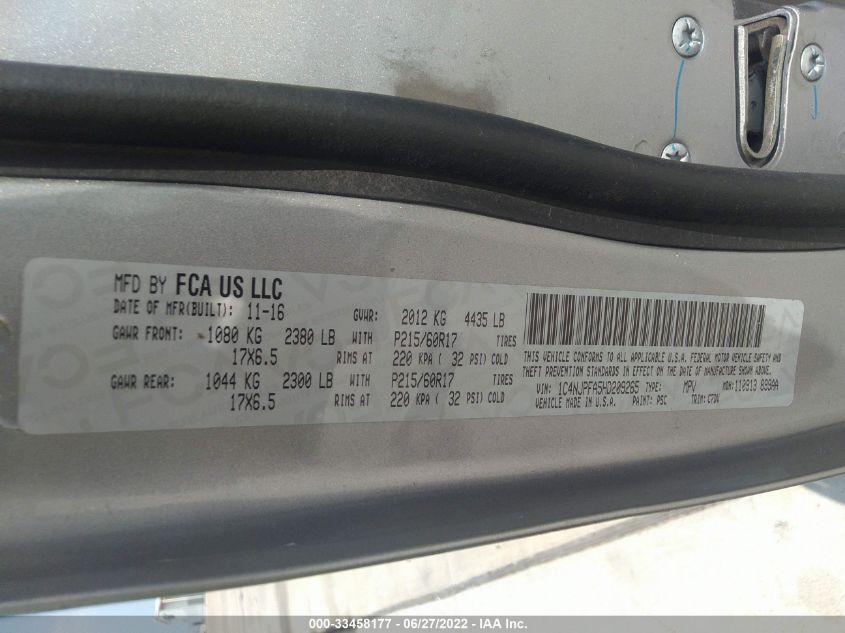 MFD BY FCA US LLC
DATE OF MFR(BUILT): 11-16 GVWR: 2012 KG 4435 LB
GAWR FRONT: 1080 KG 2380 LB WITH P215/60R17 TIRES
17X6.5 RIMS AT 220 KPA ( 32 PSI) COLD
GAWR REAR: 1044 KG 2300 LB WITH P215/60R17 TIRES
17X6.5 RIMS AT 220 KPA ( 32 PSI) COLD
THIS VEHICLE CONFORMS TO ALL APPLICABLE U.S.A. FEDERAL MOTOR VEHICLE SAFETY AND
THEFT PREVENTION STANDARDS IN EFFECT ON THE DATE OF MANUFACTURE SHOWN ABOVE.
VIN: 1C4NJPFA5HD209265 TYPE: MPV MDH:
VEHICLE MADE IN U.S.A. PAINT: PSC TRIM:
000-33458177 - 06/27/2022 - IAA Inc.